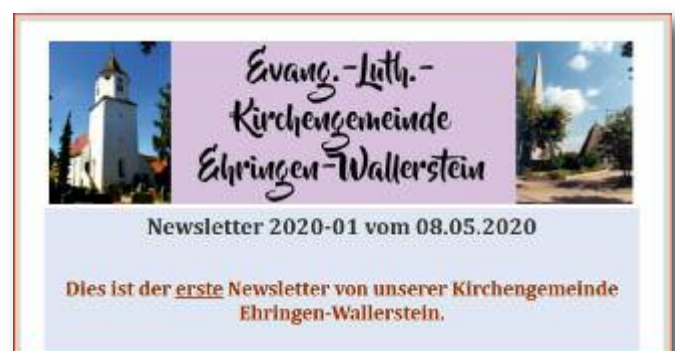 Evang.-Luth.-
Kirchengemeinde
Ehringen-Wallerstein
Newsletter 2020-01 vom 08.05.2020
Dies ist der erste Newsletter von unserer Kirchengemeinde
Ehringen-Wallerstein.